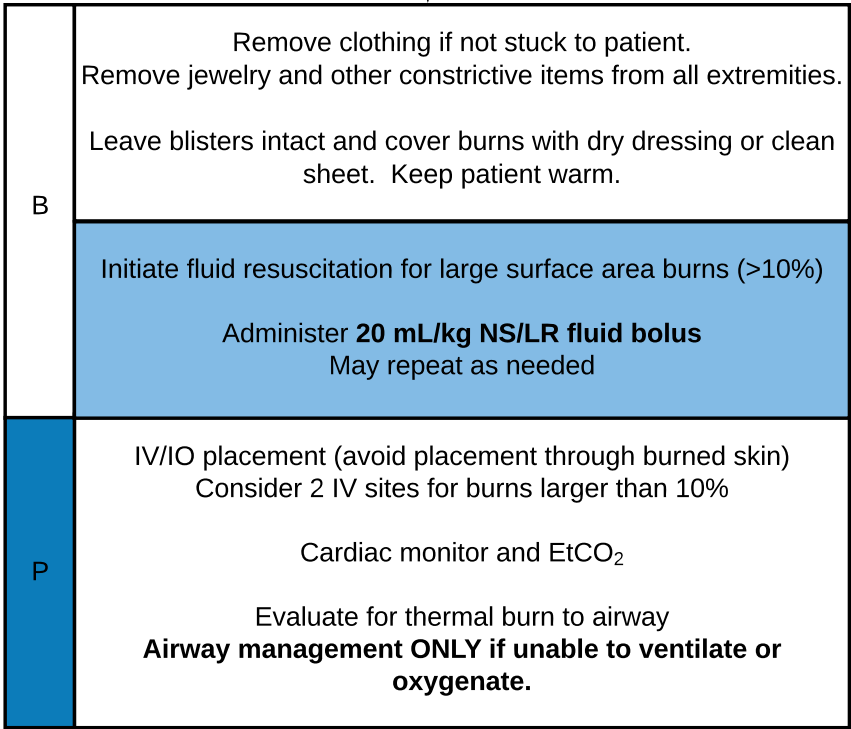 Remove clothing if not stuck to patient.
Remove jewelry and other constrictive items from all extremities.
Leave blisters intact and cover burns with dry dressing or clean
sheet.  Keep patient warm.
B
Initiate fluid resuscitation for large surface area burns (>10%)
Administer 20 mL/kg NS/LR fluid bolus
May repeat as needed
IV/IO placement (avoid placement through burned skin)
Consider 2 IV sites for burns larger than 10%
Cardiac monitor and EtCO₂
P
Evaluate for thermal burn to airway
Airway management ONLY if unable to ventilate or
oxygenate.